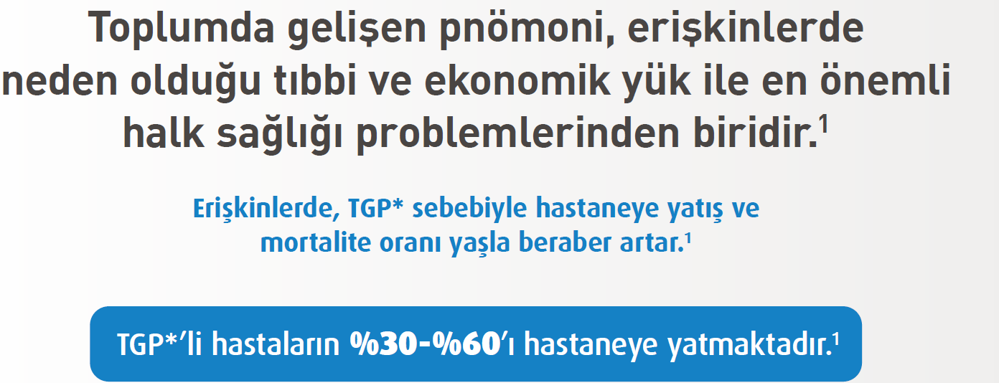 Toplumda gelişen pnömoni, erişkinlerde
neden olduğu tıbbi ve ekonomik yük ile en önemli
halk sağlığı problemlerinden biridir.¹
Erişkinlerde, TGP* sebebiyle hastaneye yatış ve
mortalite oranı yaşla beraber artar.¹
TGP*'li hastaların %30-%60'ı hastaneye yatmaktadır.¹